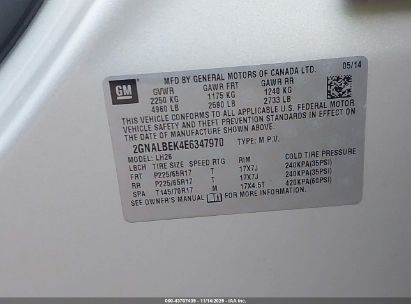 GM
MFD BY GENERAL MOTORS OF CANADA LTD.
05/14
GVWR GAWR FRT GAWR RR
2250 KG 1175 KG 1240 KG
4960 LB 2590 LB 2733 LB
THIS VEHICLE CONFORMS TO ALL APPLICABLE U.S. FEDERAL MOTOR
VEHICLE SAFETY AND THEFT PREVENTION STANDARDS IN EFFECT ON
THE DATE OF MANUFACTURE SHOWN ABOVE.
2GNALBEK4E6347970 TYPE: M.P.V.
MODEL: LH26
LBCH TIRE SIZE SPEED RTG RIM COLD TIRE PRESSURE
FRT P225/65R17 T 17X7J 240KPA(35PSI)
RR P225/65R17 T 17X7J 240KPA(35PSI)
SPA T145/70R17 M 17X4.5T 420KPA(60PSI)
SEE OWNER'S MANUAL FOR MORE INFORMATION.